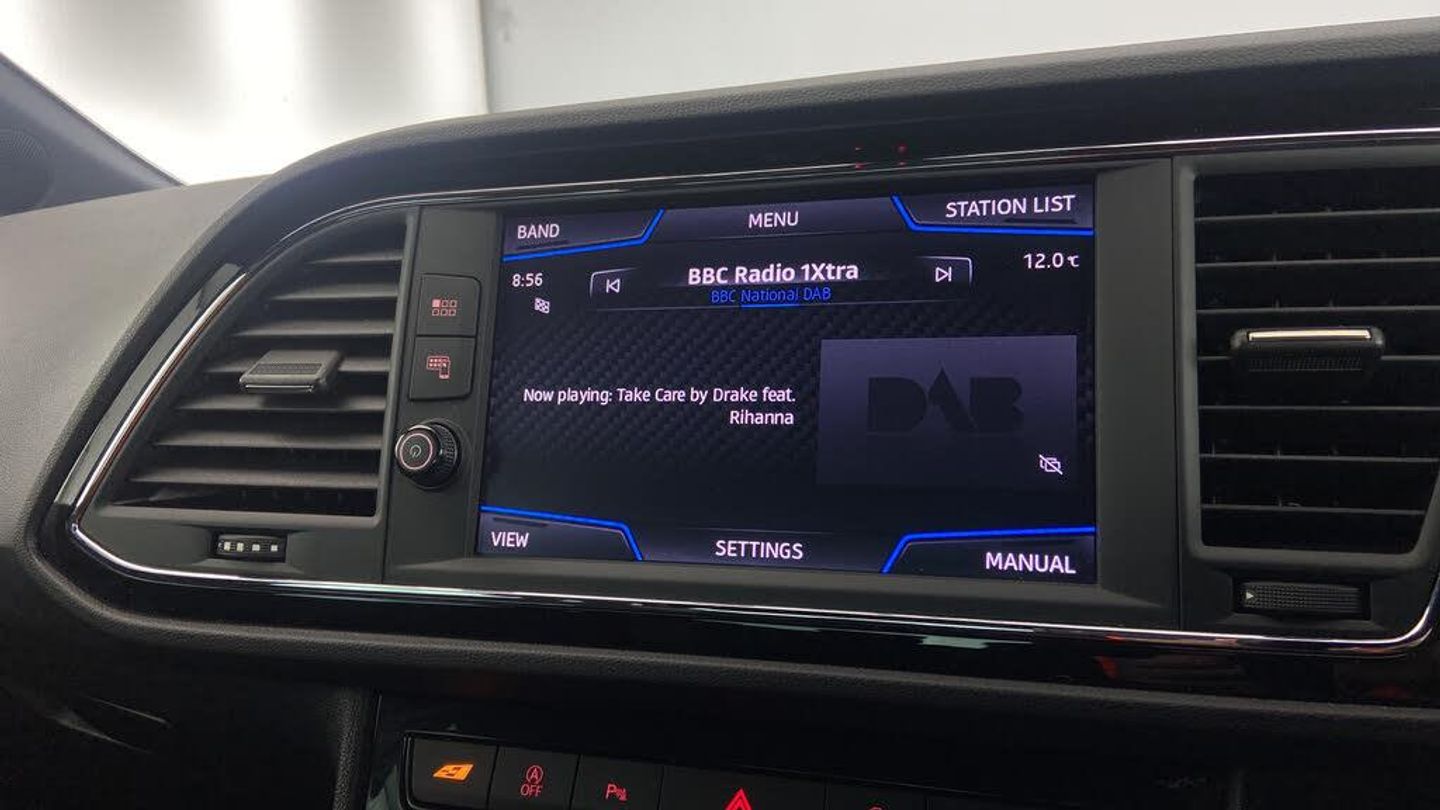 BAND
MENU
STATION LIST
8:56
BBC Radio 1Xtra
12.0℃
BBC National DAB
Now playing: Take Care by Drake feat.
Rihanna
DAB
VIEW
SETTINGS
MANUAL
A
OFF
P